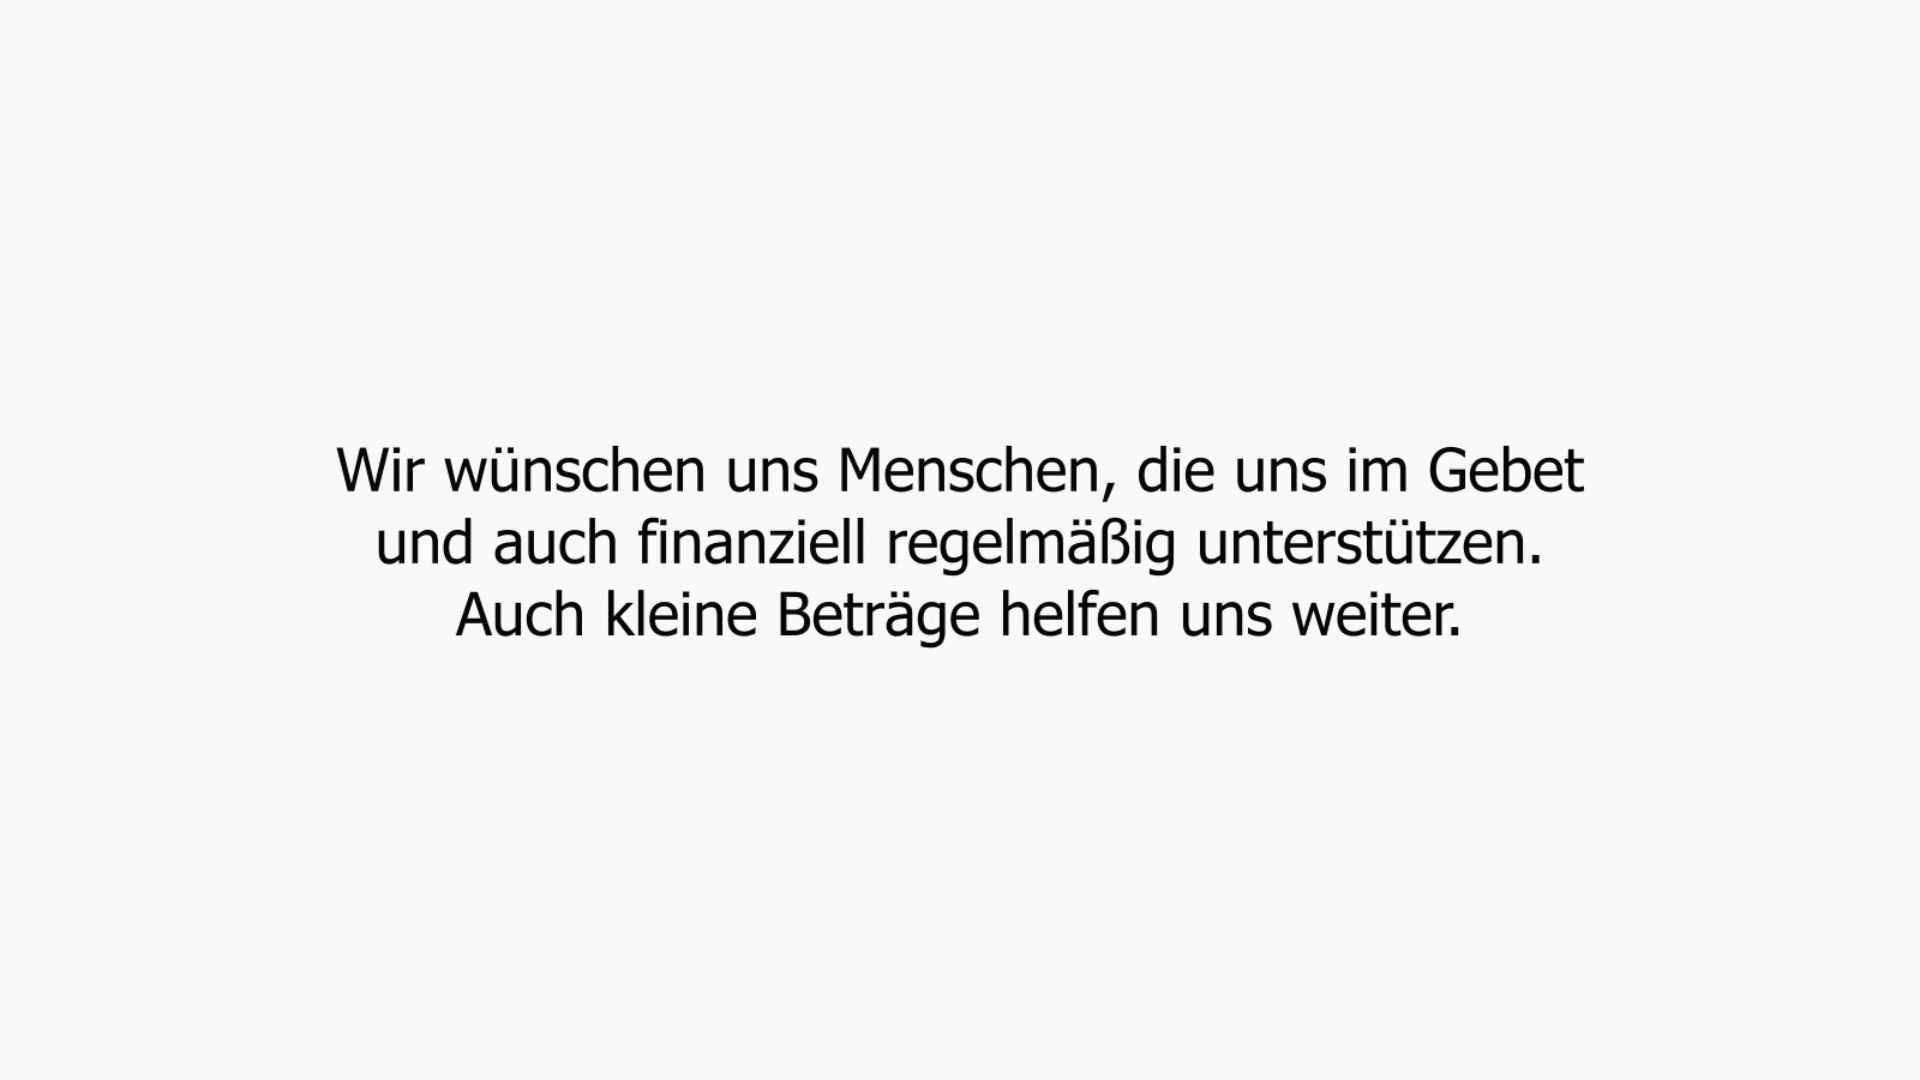 Wir wünschen uns Menschen, die uns im Gebet
und auch finanziell regelmäßig unterstützen.
Auch kleine Beträge helfen uns weiter.